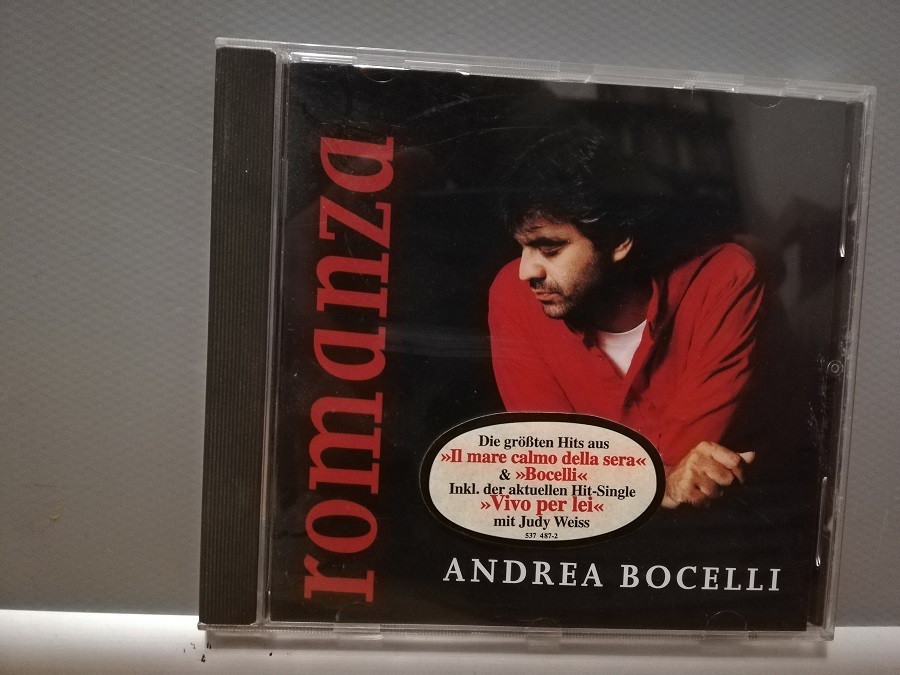 romanza
Die größten Hits aus
»Il mare calmo della sera«
& »Bocelli«
Inkl. der aktuellen Hit-Single
»Vivo per lei«
mit Judy Weiss
537 487-2
ANDREA BOCELLI